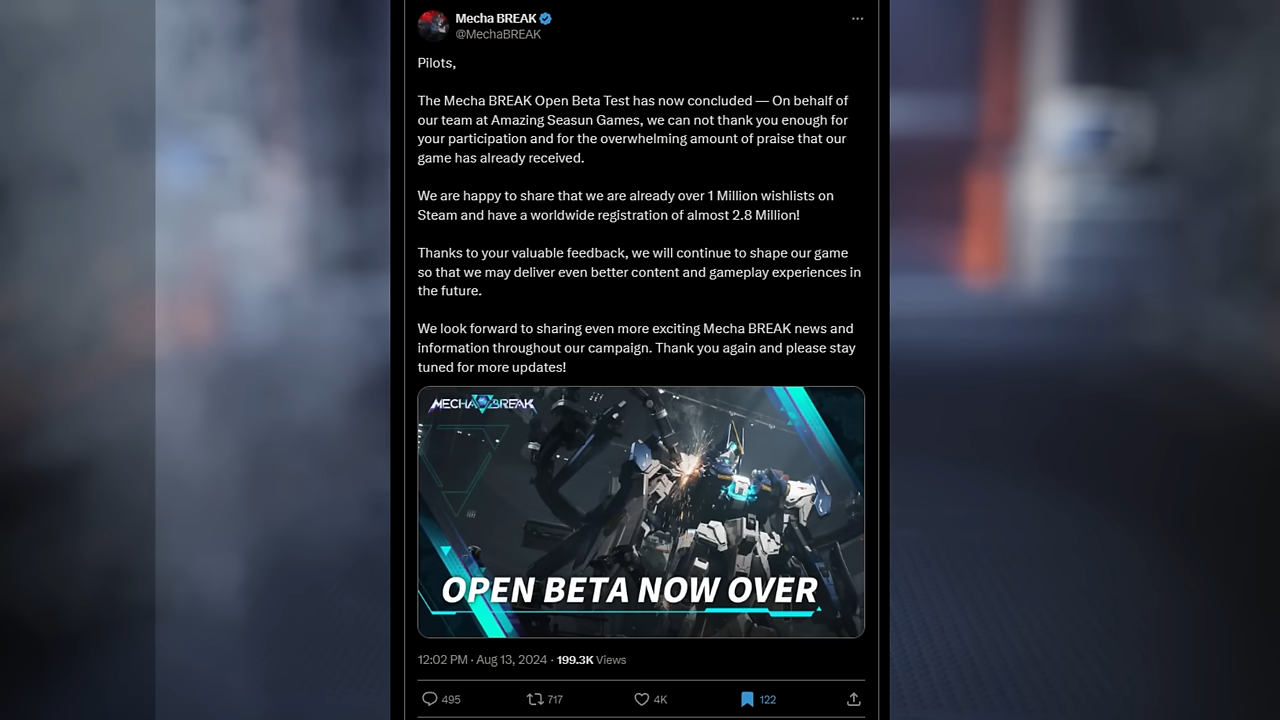 Mecha BREAK
@MechaBREAK
Pilots,
The Mecha BREAK Open Beta Test has now concluded — On behalf of
our team at Amazing Seasun Games, we can not thank you enough for
your participation and for the overwhelming amount of praise that our
game has already received.
We are happy to share that we are already over 1 Million wishlists on
Steam and have a worldwide registration of almost 2.8 Million!
Thanks to your valuable feedback, we will continue to shape our game
so that we may deliver even better content and gameplay experiences in
the future.
We look forward to sharing even more exciting Mecha BREAK news and
information throughout our campaign. Thank you again and please stay
tuned for more updates!
MECHA BREAK
OPEN BETA NOW OVER
12:02 PM · Aug 13, 2024 · 199.3K Views
495 717 4K 122